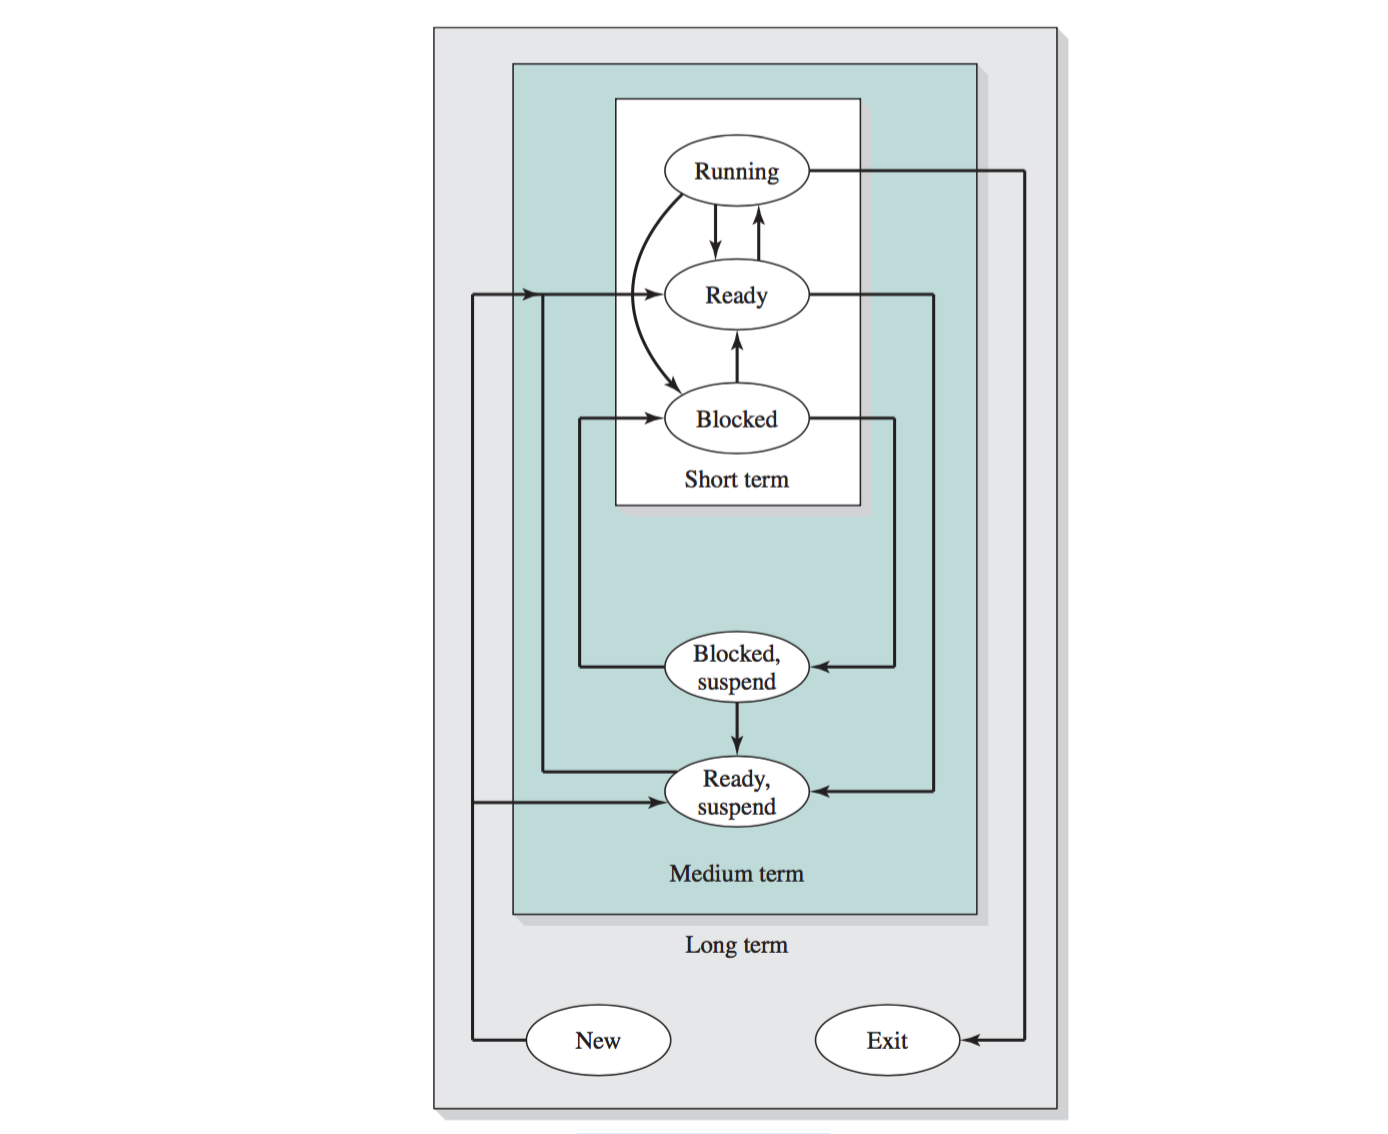 Running
Ready
Blocked
Short term
Blocked,
suspend
Ready,
suspend
Medium term
Long term
New
Exit